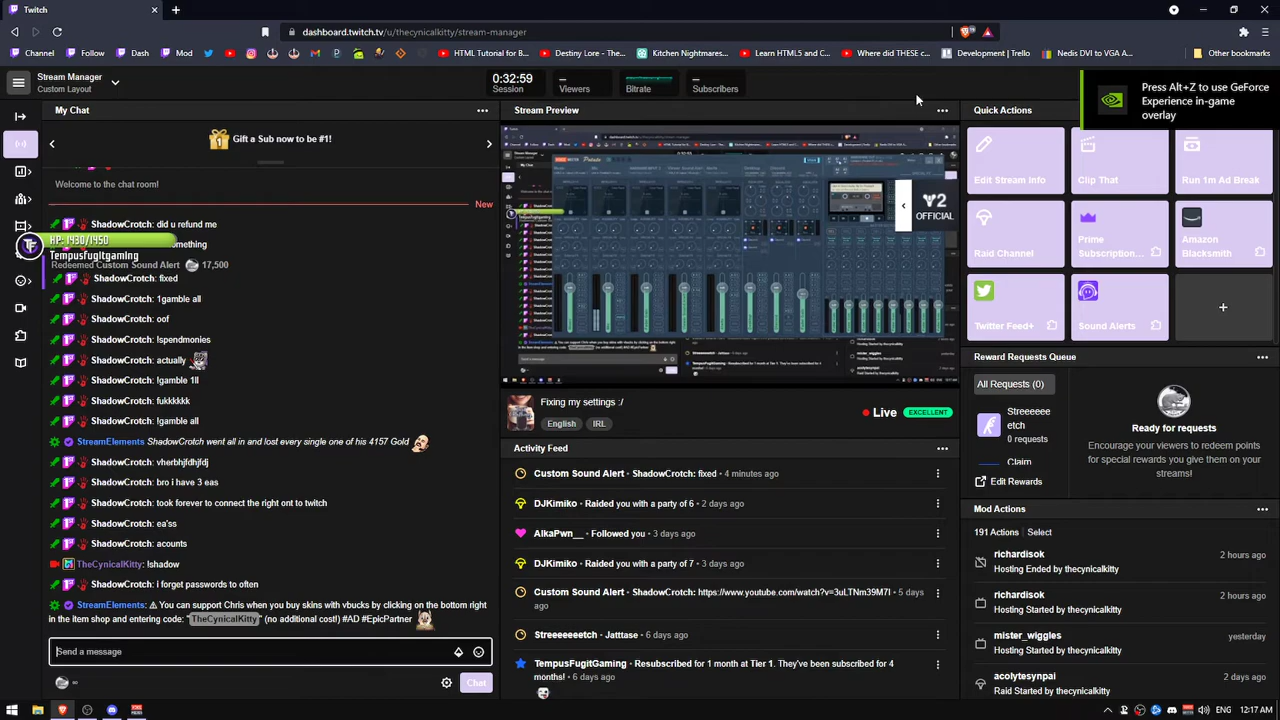 Twitch
dashboard.twitch.tv/u/thecynicalkitty/stream-manager
Channel
Follow
Dash
Mod
HTML Tutorial for B...
Destiny Lore - The...
Kitchen Nightmares...
Learn HTML5 and C...
Where did THESE c...
Development | Trello
Nedis DVI to VGA A...
Other bookmarks
Stream Manager
Custom Layout
0:32:59
Session
–
Viewers
Bitrate
–
Subscribers
Press Alt+Z to use GeForce
Experience in-game
overlay
My Chat
Gift a Sub now to be #1!
Welcome to the chat room!
New
ShadowCrotch: did u refund me
something
HP: 1430/1450
Tempusfugitgaming
Redeemed Custom Sound Alert 17,500
ShadowCrotch: fixed
ShadowCrotch: 1gamble all
ShadowCrotch: oof
ShadowCrotch: !spendmonies
ShadowCrotch: actually
ShadowCrotch: !gamble 1ll
ShadowCrotch: fukkkkkk
ShadowCrotch: !gamble all
StreamElements: ShadowCrotch went all in and lost every single one of his 4157 Gold
ShadowCrotch: vherbhjfdhjfdj
ShadowCrotch: bro i have 3 eas
ShadowCrotch: took forever to connect the right ont to twitch
ShadowCrotch: ea'ss
ShadowCrotch: acounts
TheCynicalKitty: !shadow
ShadowCrotch: i forget passwords to often
StreamElements: ⚠ You can support Chris when you buy skins with vbucks by clicking on the bottom right
in the item shop and entering code: "TheCynicalKitty" (no additional cost!) #AD #EpicPartner
Send a message
∞
Chat
Stream Preview
V2
OFFICIAL
Fixing my settings :/
English
IRL
Live
EXCELLENT
Activity Feed
Custom Sound Alert • ShadowCrotch: fixed • 4 minutes ago
DJKimiko • Raided you with a party of 6 • 2 days ago
AlkaPwn__ • Followed you • 3 days ago
DJKimiko • Raided you with a party of 7 • 3 days ago
Custom Sound Alert • ShadowCrotch: https://www.youtube.com/watch?v=3uLTNm39M7I • 5 days
ago
Streeeeeetch • Jatttase • 6 days ago
TempusFugitGaming • Resubscribed for 1 month at Tier 1. They've been subscribed for 4
months! • 6 days ago
Quick Actions
Edit Stream Info
Clip That
Run 1m Ad Break
Raid Channel
Prime
Subscription...
Amazon
Blacksmith
Twitter Feed+
Sound Alerts
+
Reward Requests Queue
All Requests (0)
Streeeeee
etch
0 requests
Claim
Edit Rewards
Ready for requests
Encourage your viewers to redeem points
for special rewards you give them on your
streams!
Mod Actions
191 Actions
Select
richardisok
2 hours ago
Hosting Ended by thecynicalkitty
richardisok
2 hours ago
Hosting Started by thecynicalkitty
mister_wiggles
yesterday
Hosting Started by thecynicalkitty
acolytesynpai
2 days ago
Raid Started by thecynicalkitty
ENG
12:17 AM